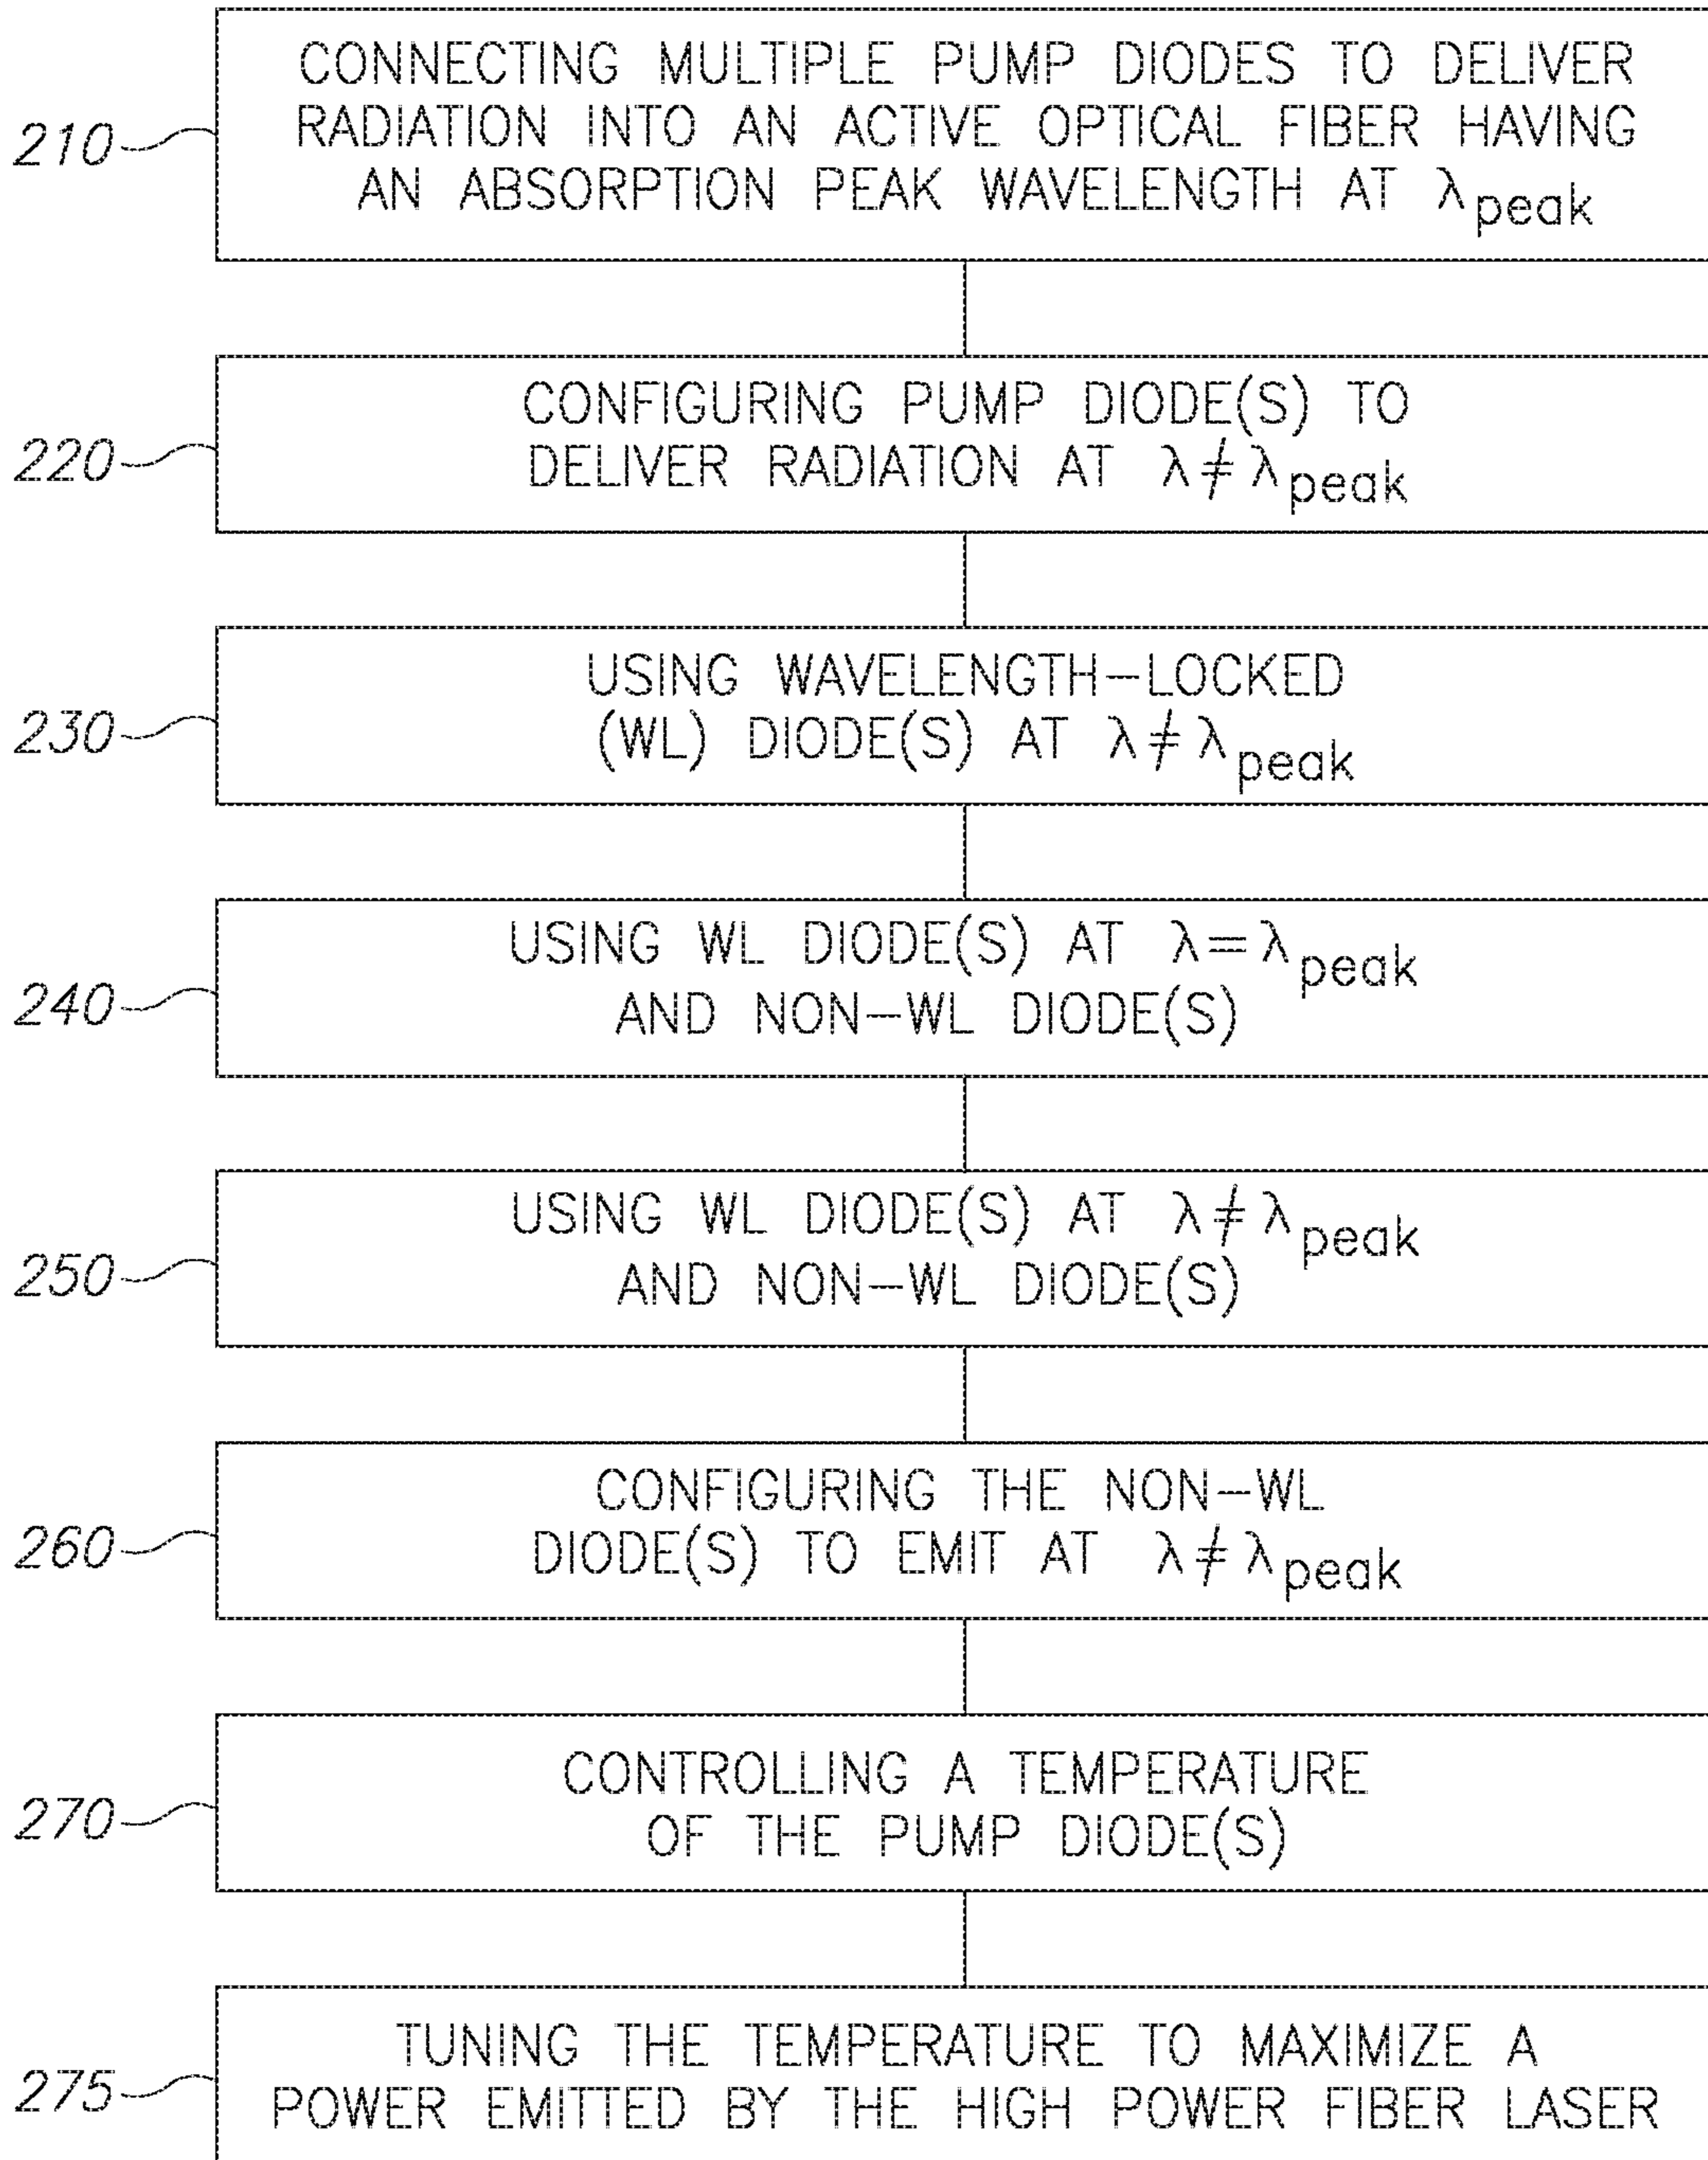 210
CONNECTING MULTIPLE PUMP DIODES TO DELIVER
RADIATION INTO AN ACTIVE OPTICAL FIBER HAVING
AN ABSORPTION PEAK WAVELENGTH AT λpeak
220
CONFIGURING PUMP DIODE(S) TO
DELIVER RADIATION AT λ≠λpeak
230
USING WAVELENGTH-LOCKED
(WL) DIODE(S) AT λ≠λpeak
240
USING WL DIODE(S) AT λ=λpeak
AND NON-WL DIODE(S)
250
USING WL DIODE(S) AT λ≠λpeak
AND NON-WL DIODE(S)
260
CONFIGURING THE NON-WL
DIODE(S) TO EMIT AT λ≠λpeak
270
CONTROLLING A TEMPERATURE
OF THE PUMP DIODE(S)
275
TUNING THE TEMPERATURE TO MAXIMIZE A
POWER EMITTED BY THE HIGH POWER FIBER LASER